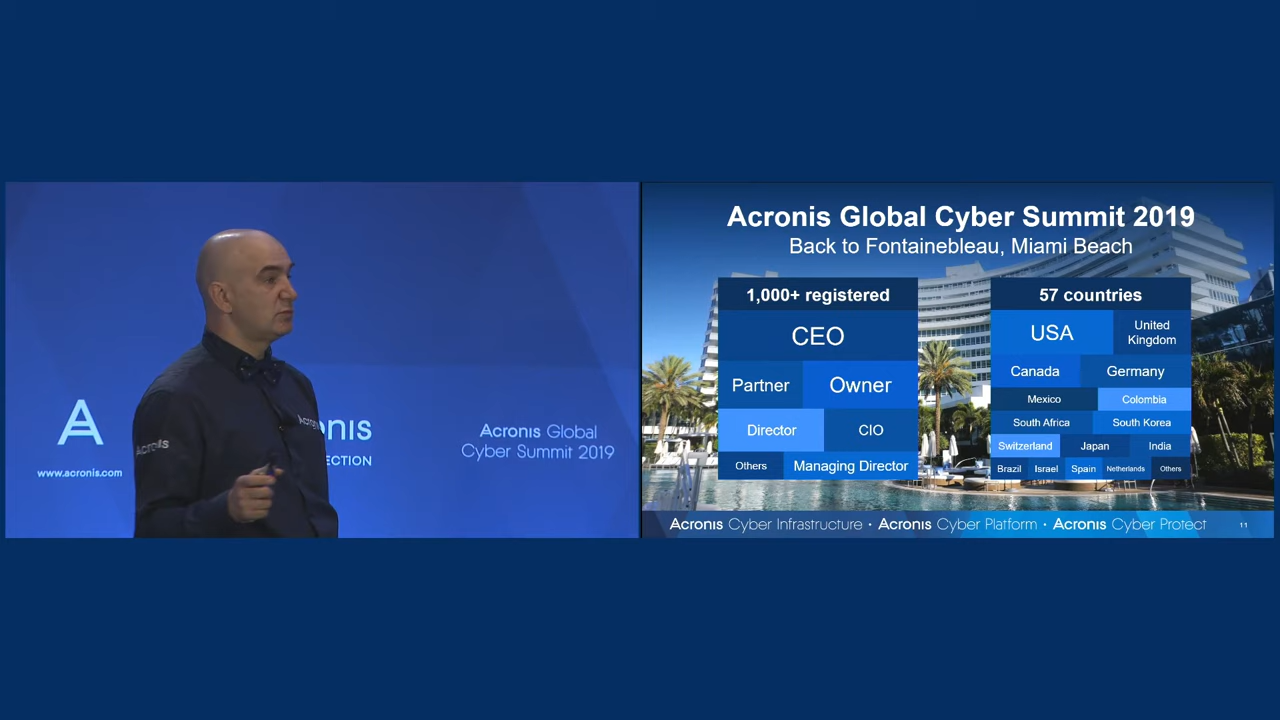 A
www.acronis.com
Acronis
Acronis
onis
ECTION
Acronis Global
Cyber Summit 2019
Acronis Global Cyber Summit 2019
Back to Fontainebleau, Miami Beach
1,000+ registered
CEO
Partner
Owner
Director
CIO
Others
Managing Director
57 countries
USA
United
Kingdom
Canada
Germany
Mexico
Colombia
South Africa
South Korea
Switzerland
Japan
India
Brazil
Israel
Spain
Netherlands
Others
Acronis Cyber Infrastructure · Acronis Cyber Platform · Acronis Cyber Protect
11